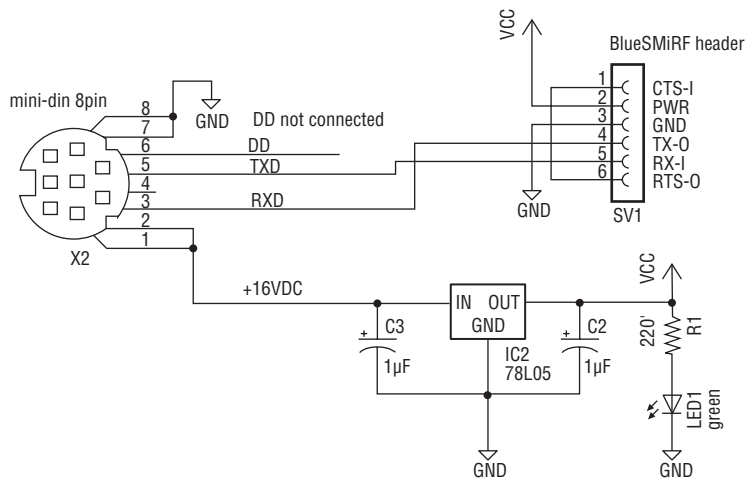 VCC
BlueSMiRF header
mini-din 8pin
8
7
6
5
4
3
2
1
GND
DD not connected
DD
TXD
RXD
X2
1
2
3
4
5
6
CTS-I
PWR
GND
TX-O
RX-I
RTS-O
GND
SV1
+16VDC
IN OUT
GND
IC2
78L05
+
C3
1µF
+
C2
1µF
VCC
220'
R1
LED1
green
GND
GND